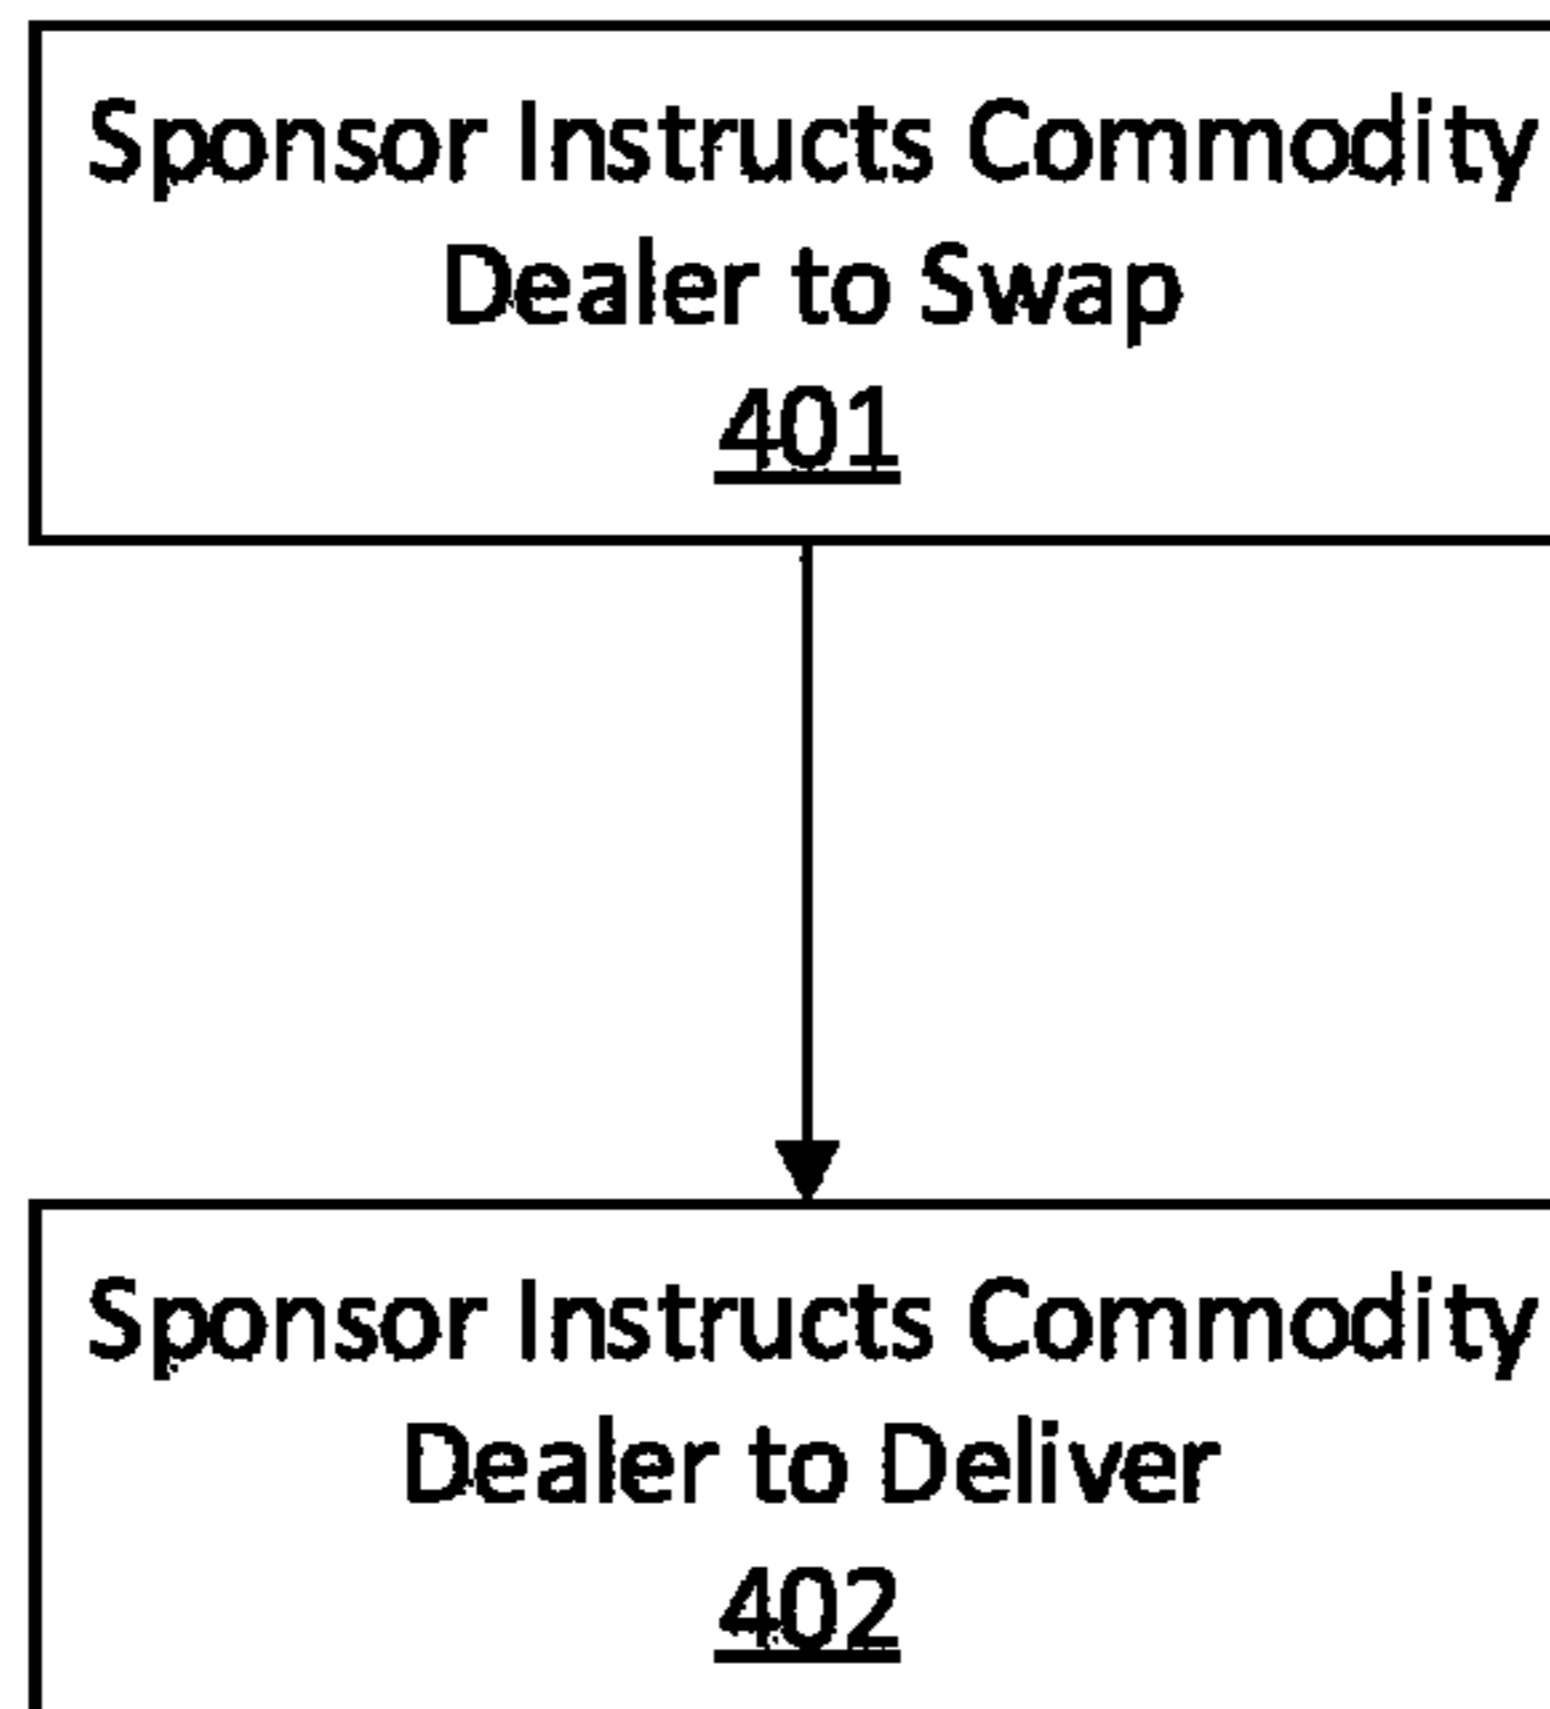 Sponsor Instructs Commodity
Dealer to Swap
401
Sponsor Instructs Commodity
Dealer to Deliver
402